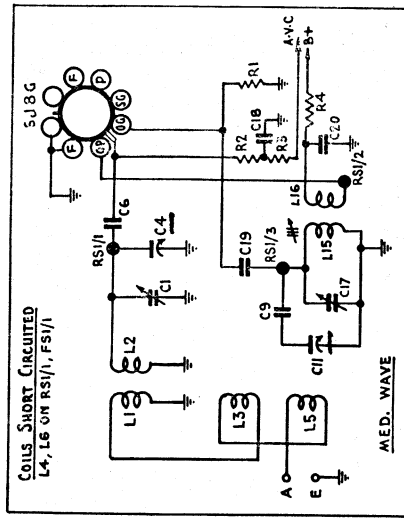 COILS SHORT CIRCUITED
L4, L6 ON RS1/1, FS1/1
SJ8G
F
P
SG
OG
OP
F
A.V.C
B+
R1
R2
C18
R3
R4
C20
L16
RS1/2
C6
RS1/1
C4
C1
L2
L1
C19
RS1/3
C9
C11
C17
L15
L3
L5
A
E
MED. WAVE